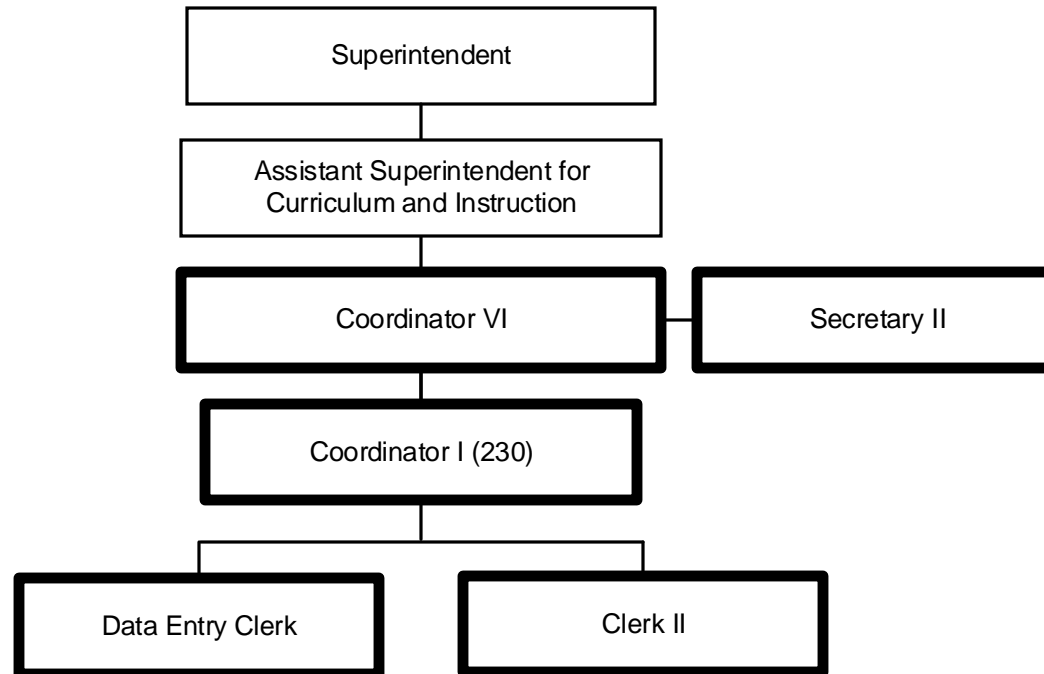 Superintendent
Assistant Superintendent for
Curriculum and Instruction
Coordinator VI
Secretary II
Coordinator I (230)
Data Entry Clerk
Clerk II